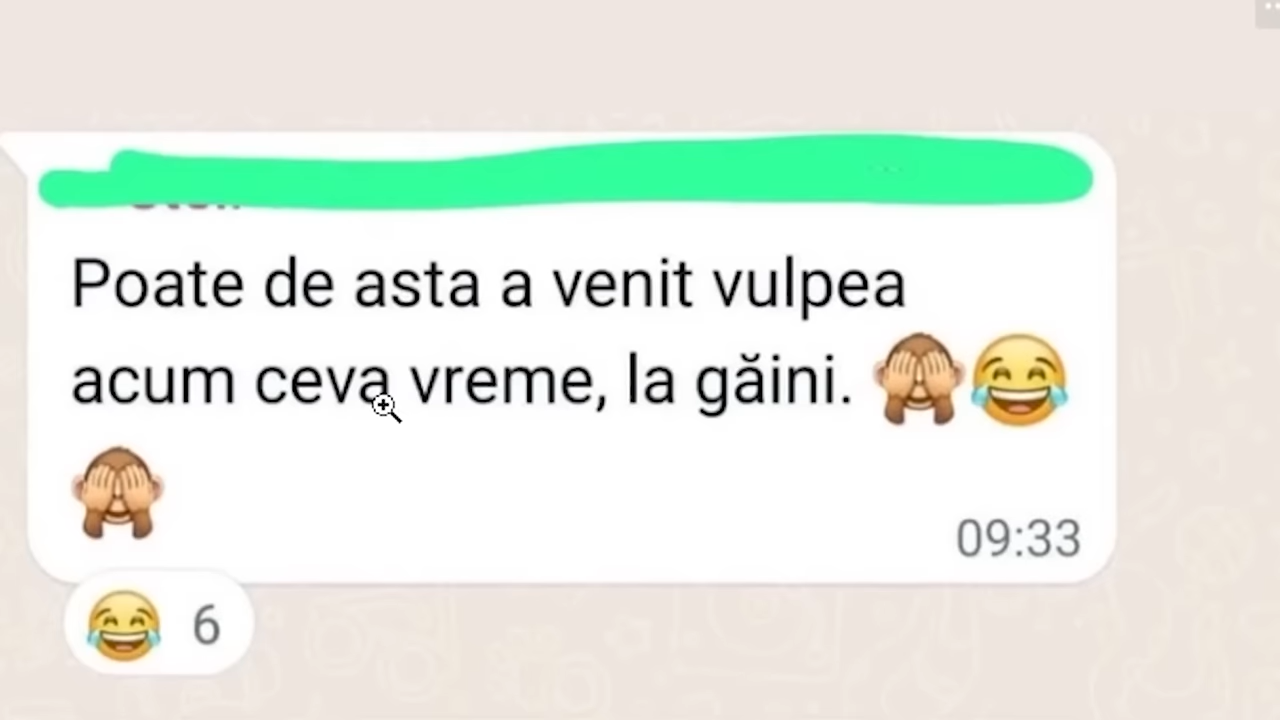 Poate de asta a venit vulpea
acum ceva vreme, la găini. 🙈😂
🙈
09:33
😂 6